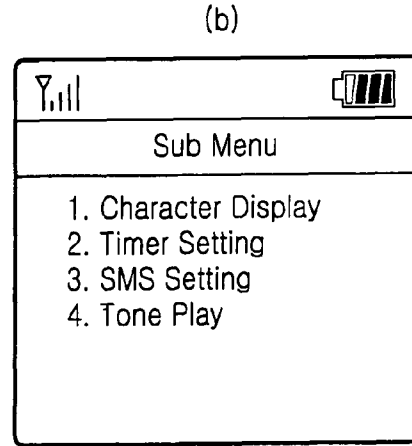 (b)
Sub Menu
1. Character Display
2. Timer Setting
3. SMS Setting
4. Tone Play